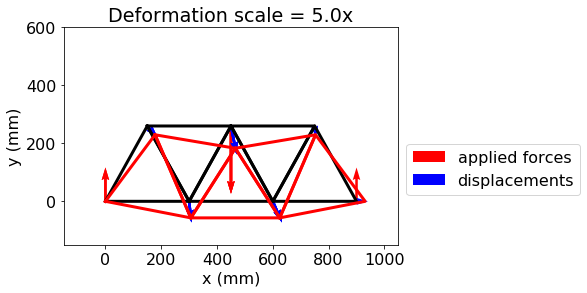 Deformation scale = 5.0x
600
400
200
0
y (mm)
0 200 400 600 800 1000
x (mm)
applied forces
displacements